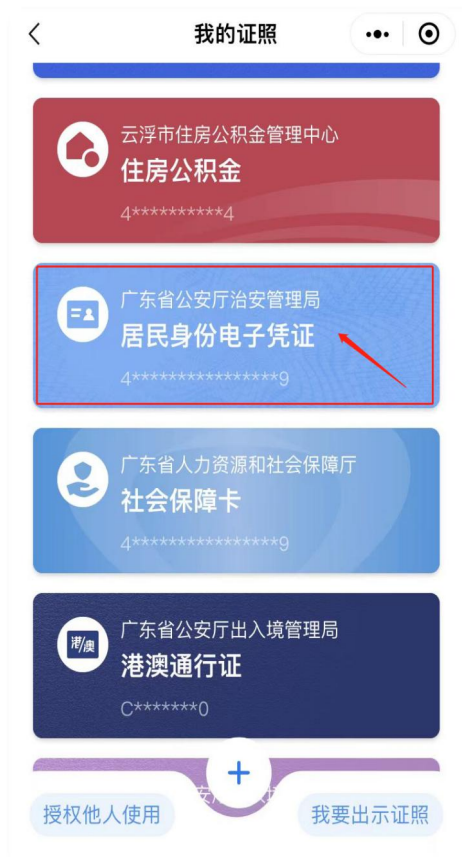 我的证照
云浮市住房公积金管理中心
住房公积金
4**********4
广东省公安厅治安管理局
居民身份电子凭证
4****************9
广东省人力资源和社会保障厅
社会保障卡
4****************9
港/澳
广东省公安厅出入境管理局
港澳通行证
C*******0
授权他人使用
我要出示证照